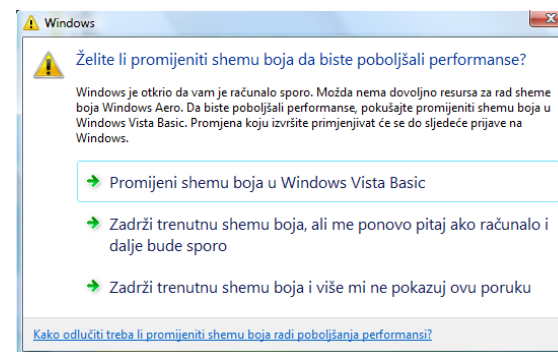 Windows
Želite li promijeniti shemu boja da biste poboljšali performanse?
Windows je otkrio da vam je računalo sporo. Možda nema dovoljno resursa za rad sheme
boja Windows Aero. Da biste poboljšali performanse, pokušajte promijeniti shemu boja u
Windows Vista Basic. Promjena koju izvršite primjenjivat će se do sljedeće prijave na
Windows.
Promijeni shemu boja u Windows Vista Basic
Zadrži trenutnu shemu boja, ali me ponovo pitaj ako računalo i
dalje bude sporo
Zadrži trenutnu shemu boja i više mi ne pokazuj ovu poruku
Kako odlučiti treba li promijeniti shemu boja radi poboljšanja performansi?